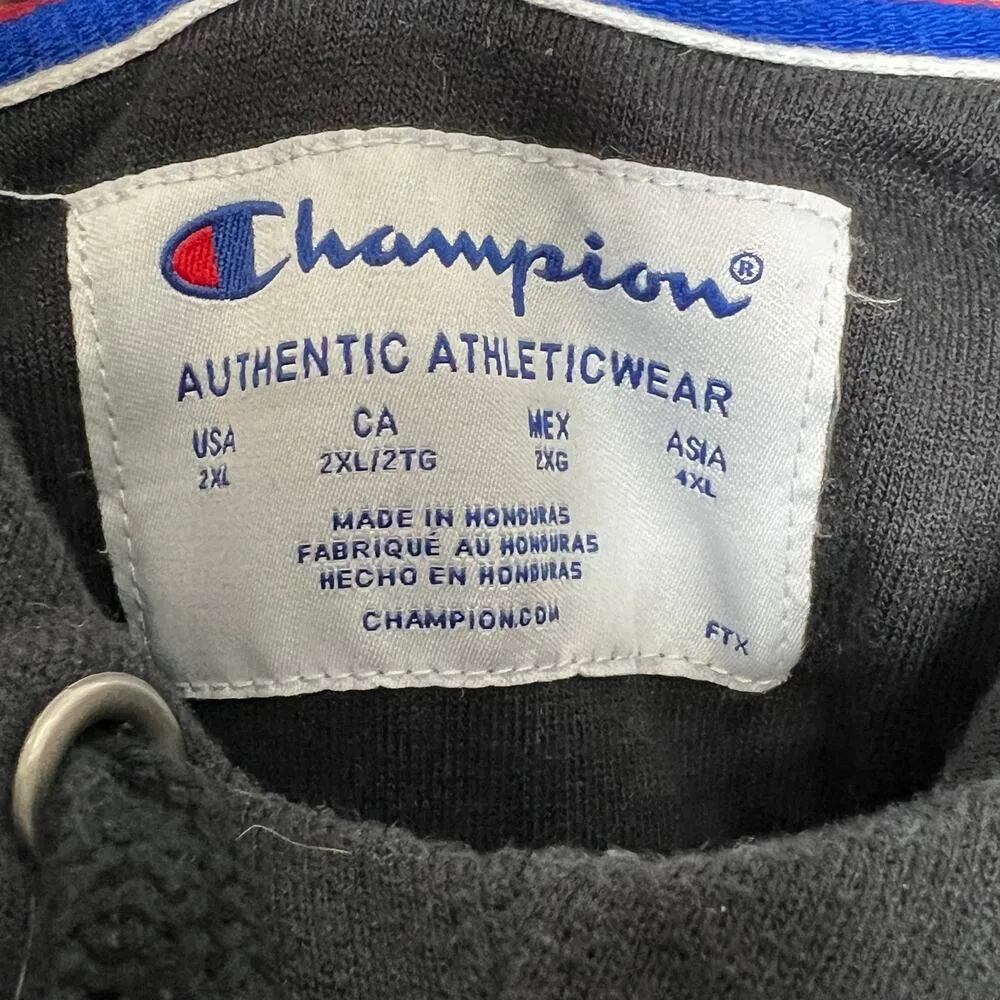 Champion®
AUTHENTIC ATHLETICWEAR
USA CA MEX ASIA
2XL 2XL/2TG 2XG 4XL
MADE IN HONDURAS
FABRIQUÉ AU HONDURAS
HECHO EN HONDURAS
CHAMPION.COM
FTX